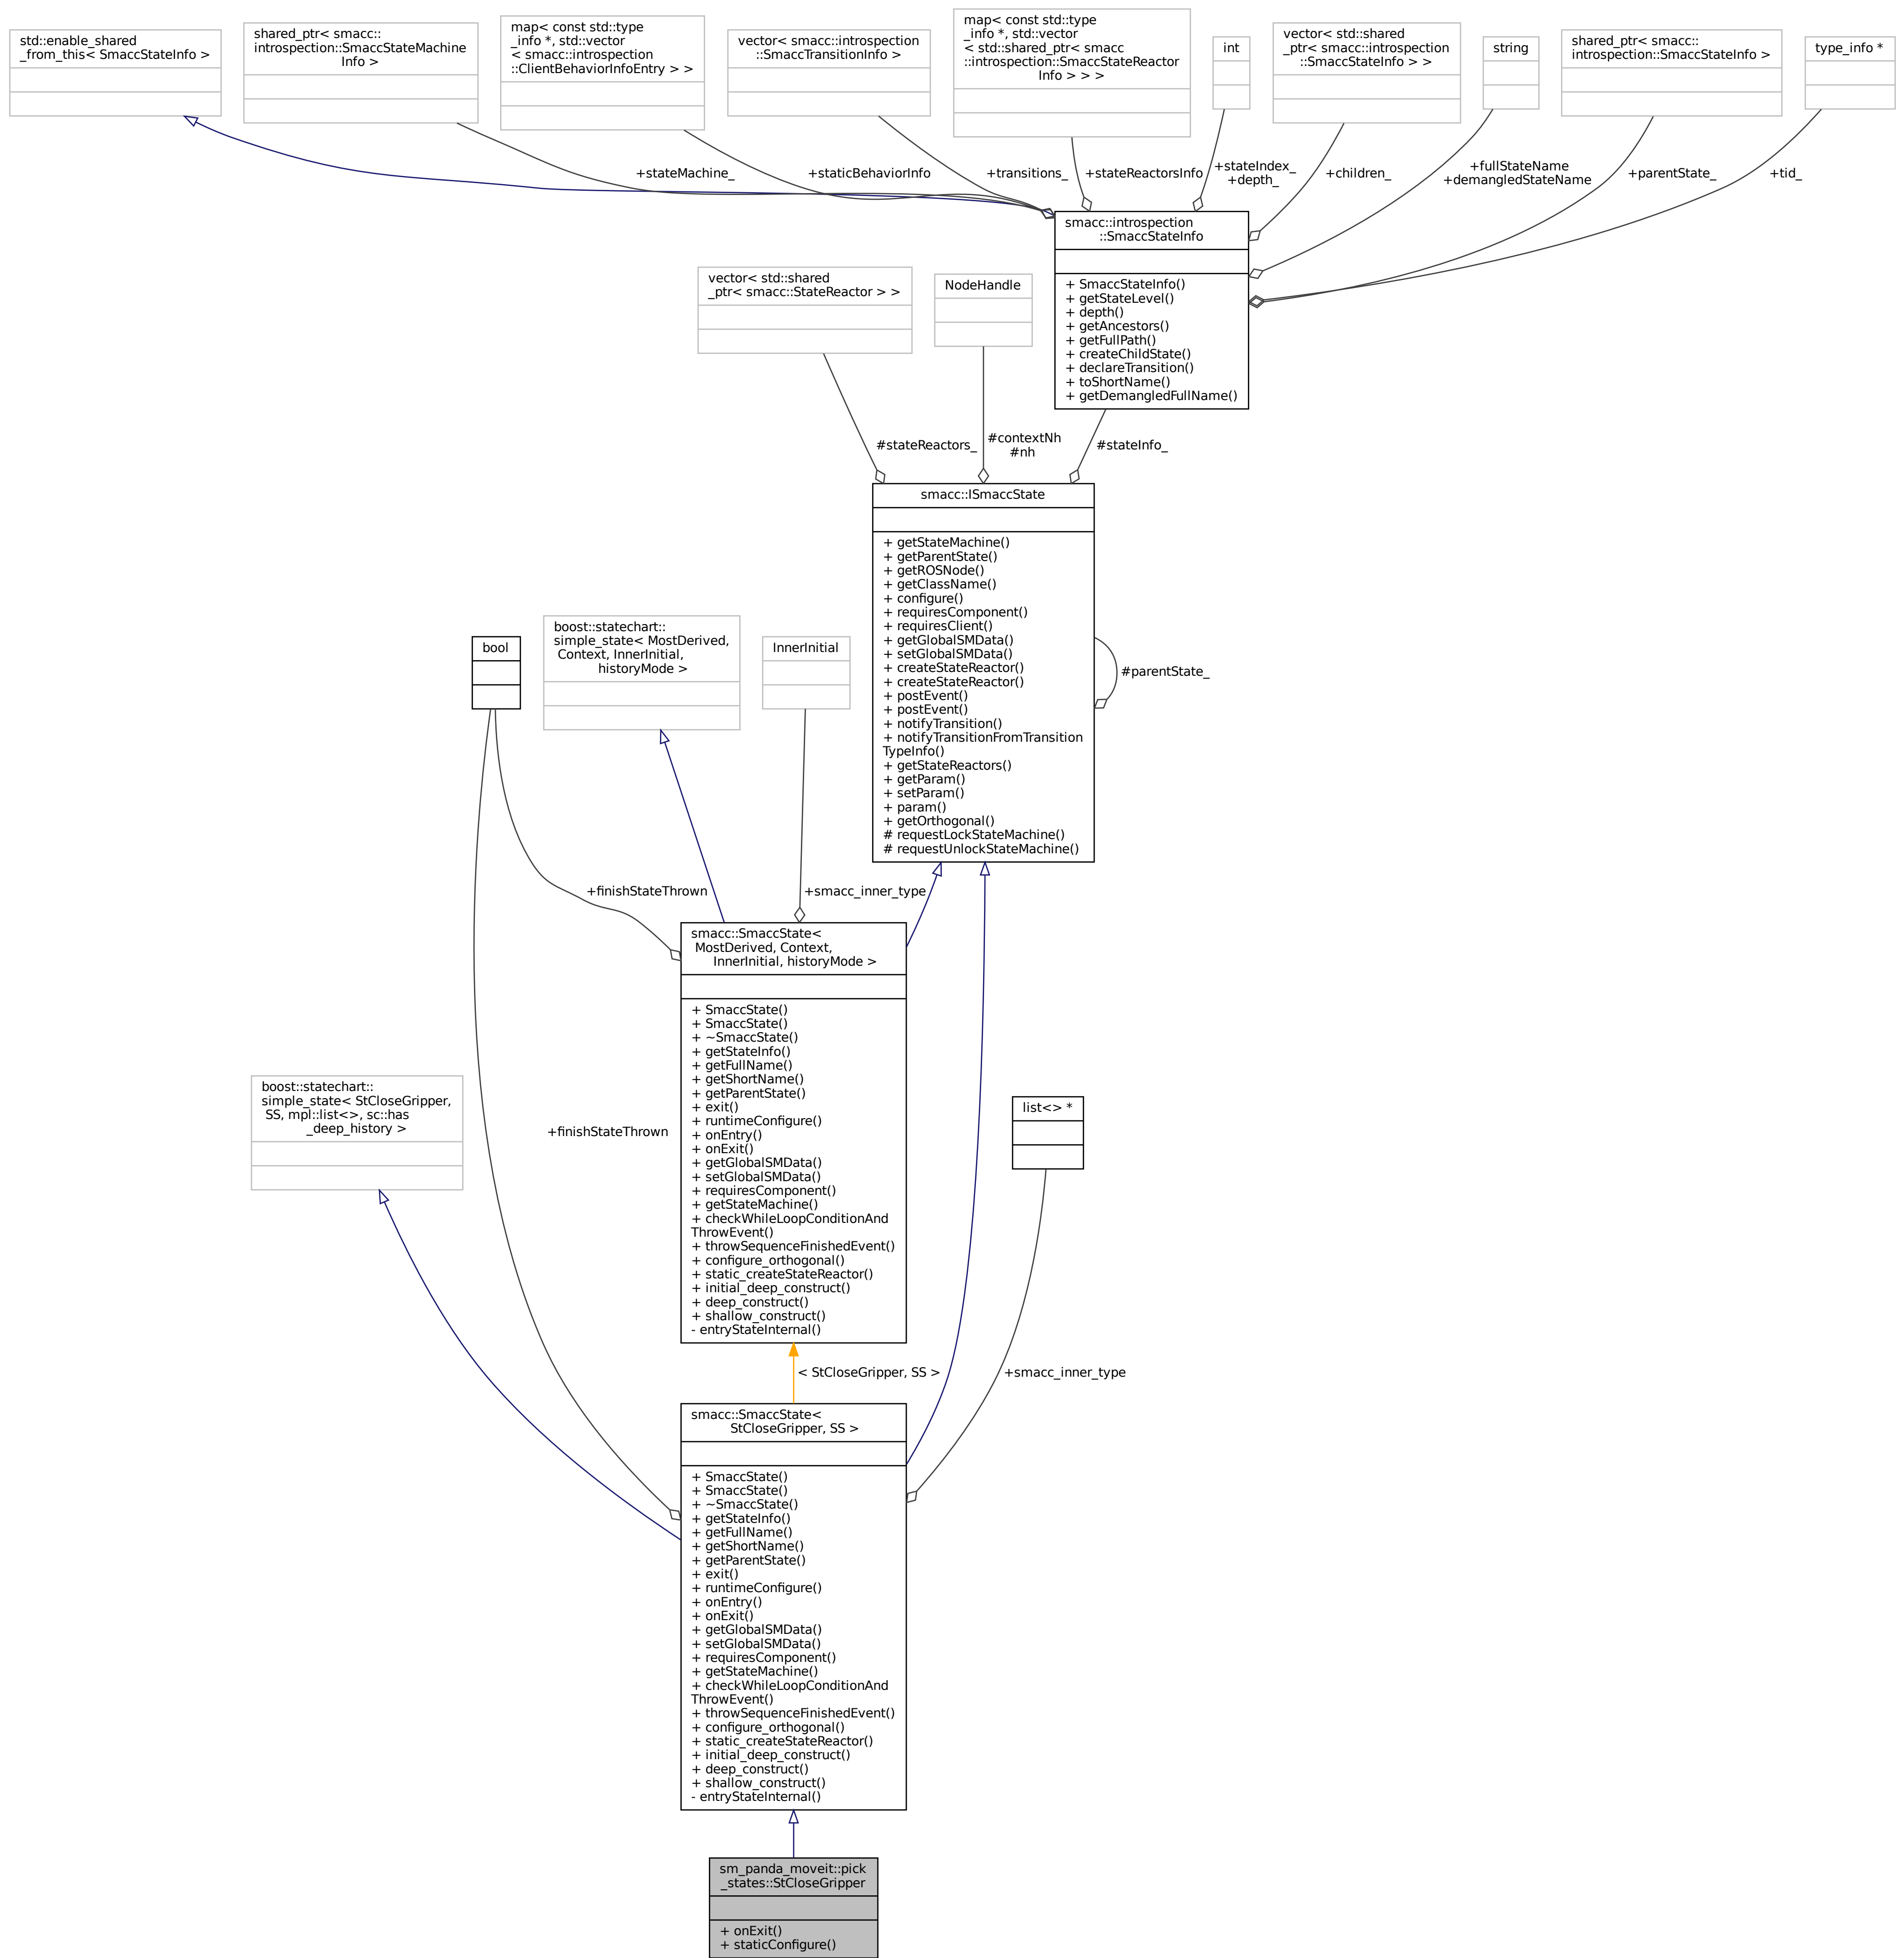 std::enable_shared
_from_this< SmaccStateInfo >
shared_ptr< smacc::
introspection::SmaccStateMachine
Info >
map< const std::type
_info *, std::vector
< smacc::introspection
::ClientBehaviorInfoEntry > >
vector< smacc::introspection
::SmaccTransitionInfo >
map< const std::type
_info *, std::vector
< std::shared_ptr< smacc
::introspection::SmaccStateReactor
Info > > >
int
vector< std::shared
_ptr< smacc::introspection
::SmaccStateInfo > >
string
shared_ptr< smacc::
introspection::SmaccStateInfo >
type_info *
+stateMachine_
+staticBehaviorInfo
+transitions_
+stateReactorsInfo
+stateIndex_
+depth_
+children_
+fullStateName
+demangledStateName
+parentState_
+tid_
smacc::introspection
::SmaccStateInfo
+ SmaccStateInfo()
+ getStateLevel()
+ depth()
+ getAncestors()
+ getFullPath()
+ createChildState()
+ declareTransition()
+ toShortName()
+ getDemangledFullName()
vector< std::shared
_ptr< smacc::StateReactor > >
NodeHandle
#stateReactors_
#contextNh
#nh
#stateInfo_
smacc::ISmaccState
+ getStateMachine()
+ getParentState()
+ getROSNode()
+ getClassName()
+ configure()
+ requiresComponent()
+ requiresClient()
+ getGlobalSMData()
+ setGlobalSMData()
+ createStateReactor()
+ createStateReactor()
+ postEvent()
+ postEvent()
+ notifyTransition()
+ notifyTransitionFromTransition
TypeInfo()
+ getStateReactors()
+ getParam()
+ setParam()
+ param()
+ getOrthogonal()
# requestLockStateMachine()
# requestUnlockStateMachine()
#parentState_
bool
boost::statechart::
simple_state< MostDerived,
Context, InnerInitial,
historyMode >
InnerInitial
+finishStateThrown
+smacc_inner_type
smacc::SmaccState<
MostDerived, Context,
InnerInitial, historyMode >
+ SmaccState()
+ SmaccState()
+ ~SmaccState()
+ getStateInfo()
+ getFullName()
+ getShortName()
+ getParentState()
+ exit()
+ runtimeConfigure()
+ onEntry()
+ onExit()
+ getGlobalSMData()
+ setGlobalSMData()
+ requiresComponent()
+ getStateMachine()
+ checkWhileLoopConditionAnd
ThrowEvent()
+ throwSequenceFinishedEvent()
+ configure_orthogonal()
+ static_createStateReactor()
+ initial_deep_construct()
+ deep_construct()
+ shallow_construct()
- entryStateInternal()
boost::statechart::
simple_state< StCloseGripper,
SS, mpl::list<>, sc::has
_deep_history >
+finishStateThrown
list<> *
< StCloseGripper, SS >
+smacc_inner_type
smacc::SmaccState<
StCloseGripper, SS >
+ SmaccState()
+ SmaccState()
+ ~SmaccState()
+ getStateInfo()
+ getFullName()
+ getShortName()
+ getParentState()
+ exit()
+ runtimeConfigure()
+ onEntry()
+ onExit()
+ getGlobalSMData()
+ setGlobalSMData()
+ requiresComponent()
+ getStateMachine()
+ checkWhileLoopConditionAnd
ThrowEvent()
+ throwSequenceFinishedEvent()
+ configure_orthogonal()
+ static_createStateReactor()
+ initial_deep_construct()
+ deep_construct()
+ shallow_construct()
- entryStateInternal()
sm_panda_moveit::pick
_states::StCloseGripper
+ onExit()
+ staticConfigure()